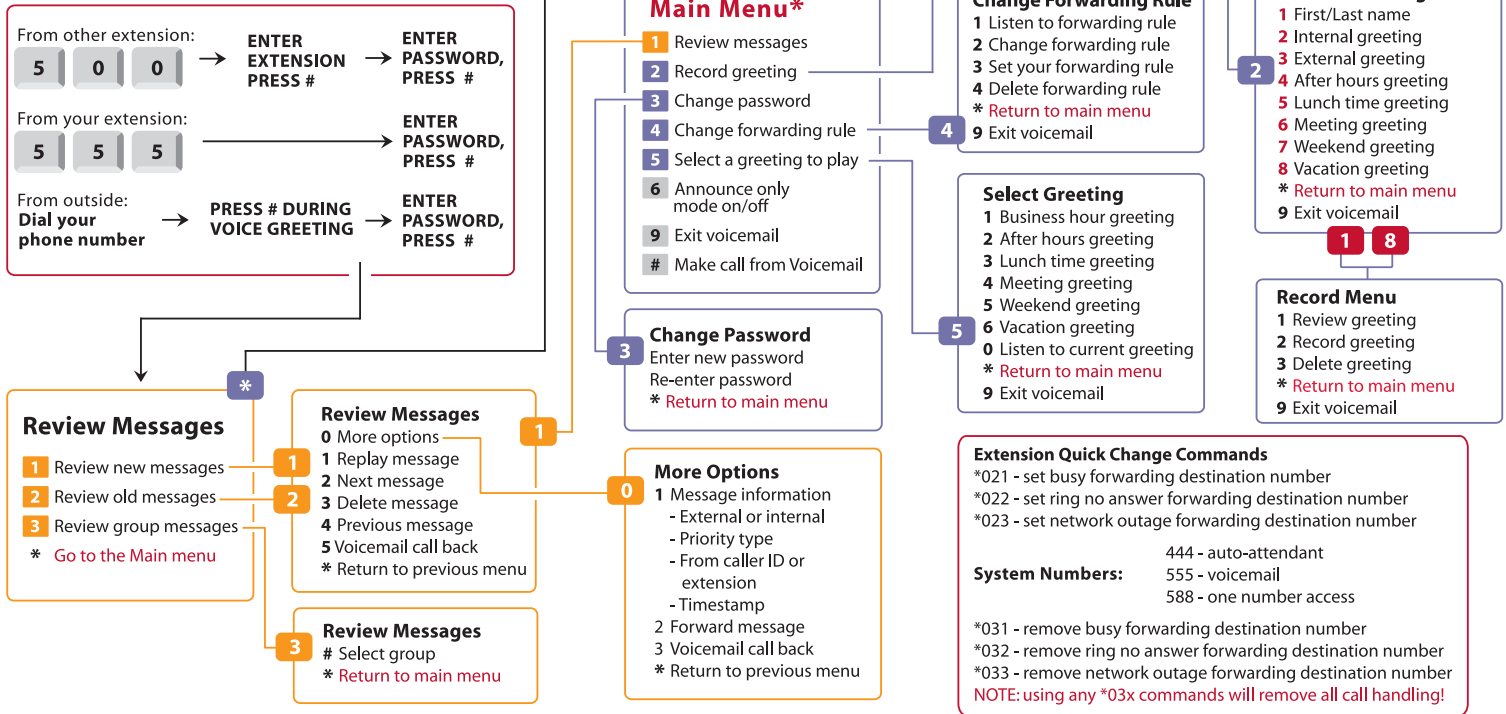 From other extension:
5 0 0
ENTER
EXTENSION
PRESS #
ENTER
PASSWORD,
PRESS #
From your extension:
5 5 5
ENTER
PASSWORD,
PRESS #
From outside:
Dial your
phone number
PRESS # DURING
VOICE GREETING
ENTER
PASSWORD,
PRESS #
*
Review Messages
1 Review new messages
2 Review old messages
3 Review group messages
* Go to the Main menu
1
2
Review Messages
0 More options
1 Replay message
2 Next message
3 Delete message
4 Previous message
5 Voicemail call back
* Return to previous menu
1
3
Review Messages
# Select group
* Return to main menu
Main Menu*
1 Review messages
2 Record greeting
3 Change password
4 Change forwarding rule
5 Select a greeting to play
6 Announce only
mode on/off
9 Exit voicemail
# Make call from Voicemail
3
Change Password
Enter new password
Re-enter password
* Return to main menu
0
More Options
1 Message information
- External or internal
- Priority type
- From caller ID or
extension
- Timestamp
2 Forward message
3 Voicemail call back
* Return to previous menu
4
Change Forwarding Rule
1 Listen to forwarding rule
2 Change forwarding rule
3 Set your forwarding rule
4 Delete forwarding rule
* Return to main menu
9 Exit voicemail
5
Select Greeting
1 Business hour greeting
2 After hours greeting
3 Lunch time greeting
4 Meeting greeting
5 Weekend greeting
6 Vacation greeting
0 Listen to current greeting
* Return to main menu
9 Exit voicemail
2
1 First/Last name
2 Internal greeting
3 External greeting
4 After hours greeting
5 Lunch time greeting
6 Meeting greeting
7 Weekend greeting
8 Vacation greeting
* Return to main menu
9 Exit voicemail
1 8
Record Menu
1 Review greeting
2 Record greeting
3 Delete greeting
* Return to main menu
9 Exit voicemail
Extension Quick Change Commands
*021 - set busy forwarding destination number
*022 - set ring no answer forwarding destination number
*023 - set network outage forwarding destination number
System Numbers:
444 - auto-attendant
555 - voicemail
588 - one number access
*031 - remove busy forwarding destination number
*032 - remove ring no answer forwarding destination number
*033 - remove network outage forwarding destination number
NOTE: using any *03x commands will remove all call handling!